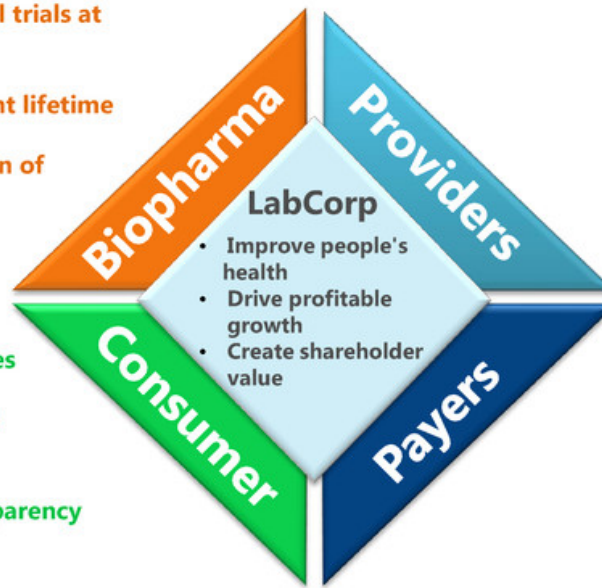 l trials at
nt lifetime
n of
Biopharma
Providers
LabCorp
• Improve people's
health
• Drive profitable
growth
• Create shareholder
value
es
parency
Consumer
Payers